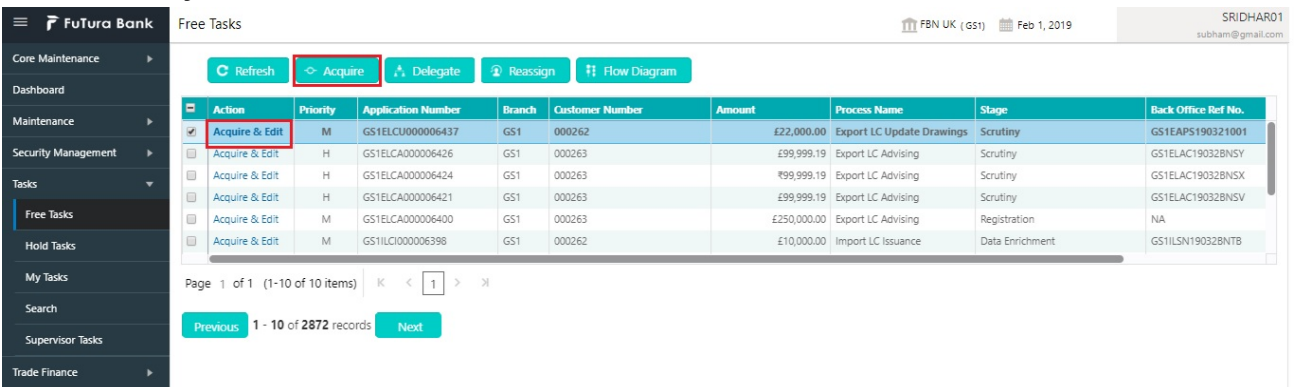 FuTura Bank
Free Tasks
FBN UK (GS1)
Feb 1, 2019
SRIDHAR01
subham@gmail.com
Core Maintenance
Dashboard
Maintenance
Security Management
Tasks
Free Tasks
Hold Tasks
My Tasks
Search
Supervisor Tasks
Trade Finance
Refresh Acquire Delegate Reassign Flow Diagram
Action Priority Application Number Branch Customer Number Amount Process Name Stage Back Office Ref No.
Acquire & Edit M GS1ELCU000006437 GS1 000262 £22,000.00 Export LC Update Drawings Scrutiny GS1EAPS190321001
Acquire & Edit H GS1ELCA000006426 GS1 000263 £99,999.19 Export LC Advising Scrutiny GS1ELAC19032BNSY
Acquire & Edit H GS1ELCA000006424 GS1 000263 ₹99,999.19 Export LC Advising Scrutiny GS1ELAC19032BNSX
Acquire & Edit H GS1ELCA000006421 GS1 000263 £99,999.19 Export LC Advising Scrutiny GS1ELAC19032BNSV
Acquire & Edit M GS1ELCA000006400 GS1 000263 £250,000.00 Export LC Advising Registration NA
Acquire & Edit M GS1ILCI000006398 GS1 000262 £10,000.00 Import LC Issuance Data Enrichment GS1ILSN19032BNTB
Page 1 of 1 (1-10 of 10 items) 1
Previous 1 - 10 of 2872 records Next